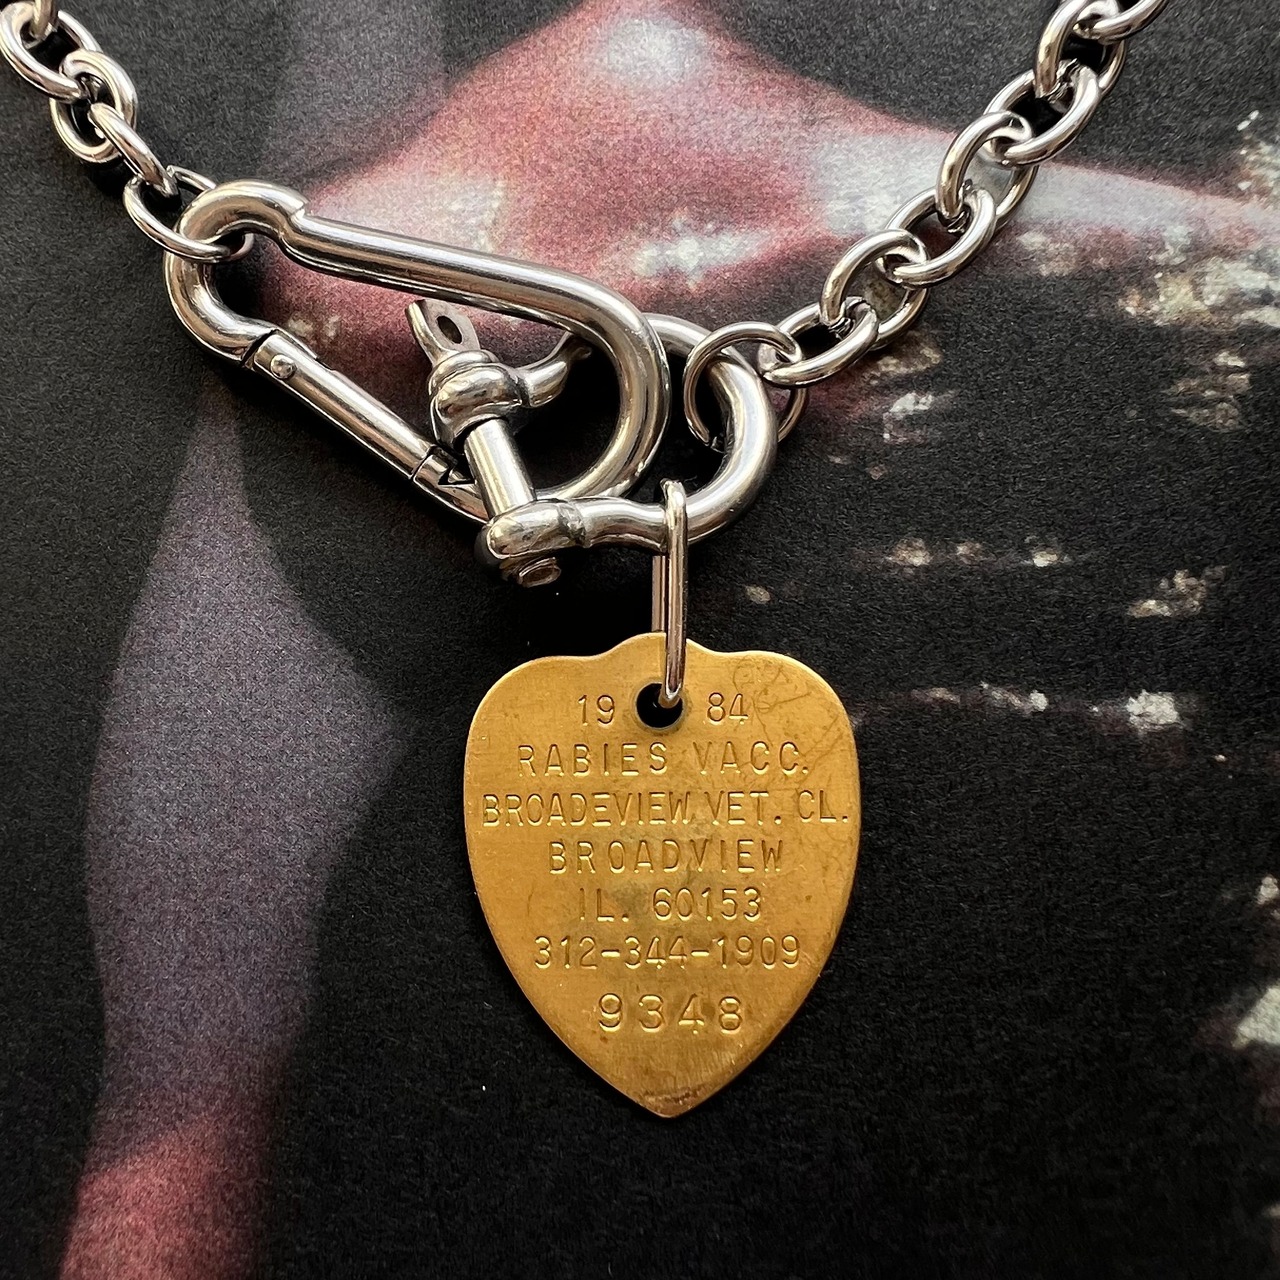 19 84
RABIES VACC.
BROADEVIEW VET. CL.
BROADVIEW
IL. 60153
312-344-1909
9348